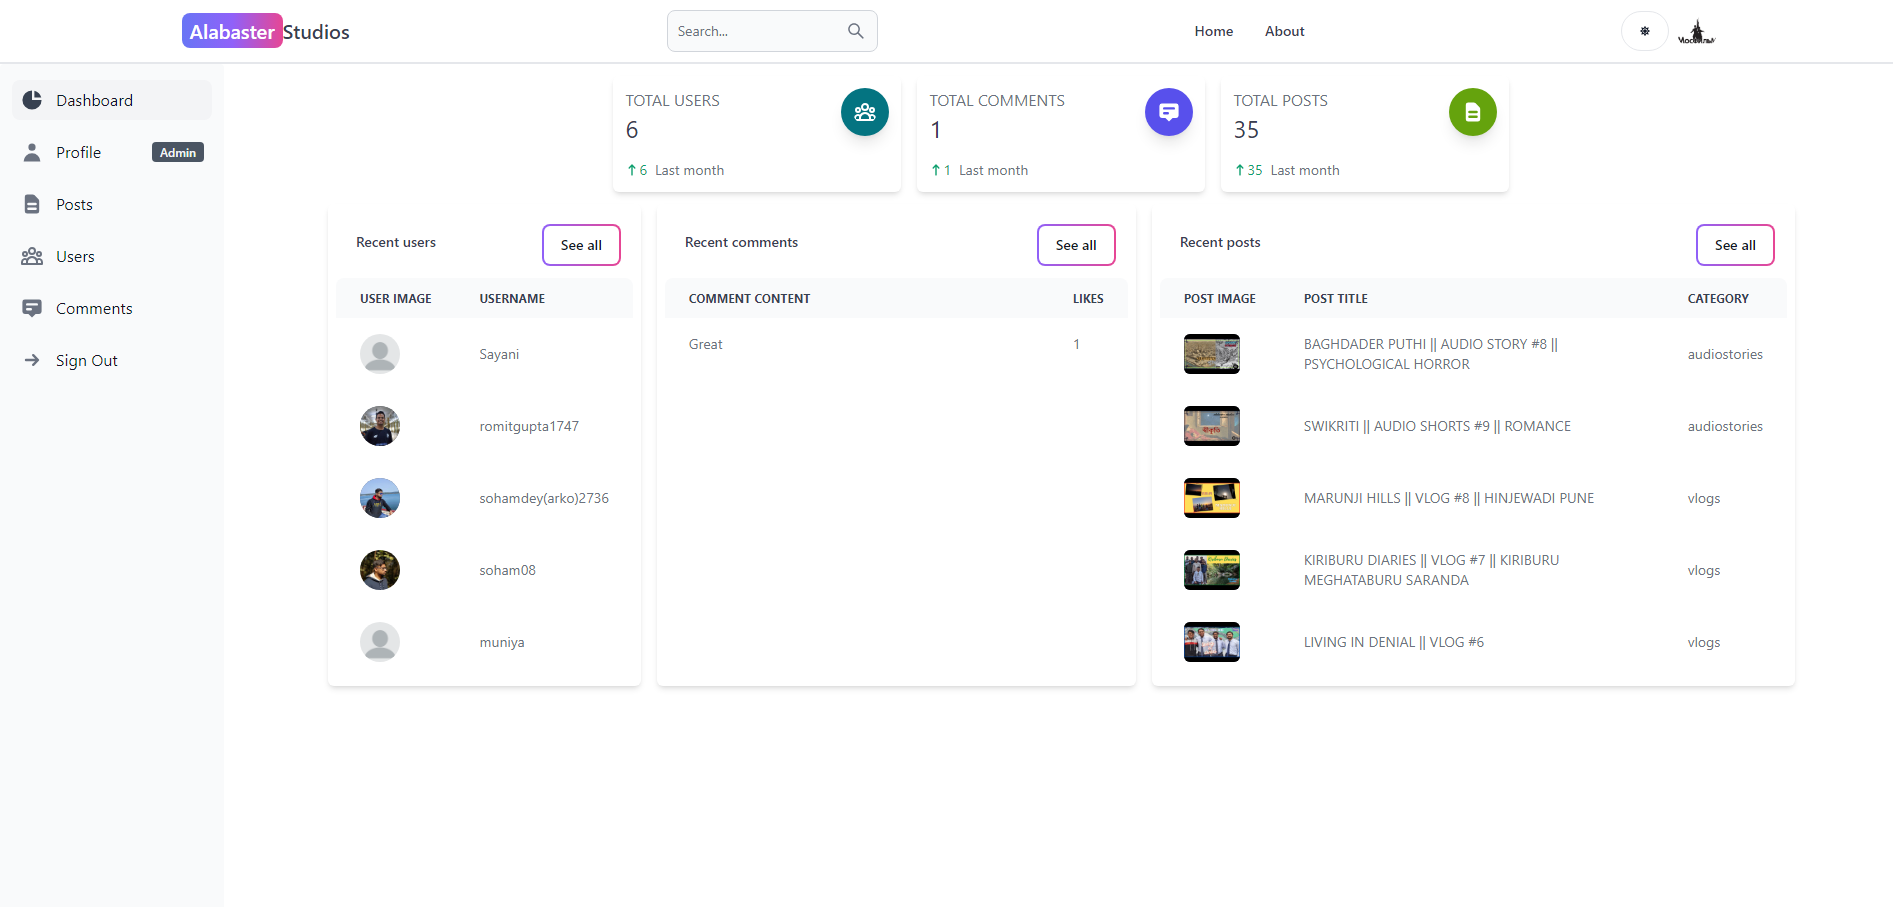 Alabaster Studios
Search...
Home
About
Dashboard
Profile
Admin
Posts
Users
Comments
Sign Out
TOTAL USERS
6
6 Last month
TOTAL COMMENTS
1
1 Last month
TOTAL POSTS
35
35 Last month
Recent users
See all
USER IMAGE USERNAME
Sayani
romitgupta1747
sohamdey(arko)2736
soham08
muniya
Recent comments
See all
COMMENT CONTENT LIKES
Great 1
Recent posts
See all
POST IMAGE POST TITLE CATEGORY
BAGHDADER PUTHI || AUDIO STORY #8 ||
PSYCHOLOGICAL HORROR
audiostories
SWIKRITI || AUDIO SHORTS #9 || ROMANCE
audiostories
MARUNJI HILLS || VLOG #8 || HINJEWADI PUNE
vlogs
KIRIBURU DIARIES || VLOG #7 || KIRIBURU
MEGHATABURU SARANDA
vlogs
LIVING IN DENIAL || VLOG #6
vlogs